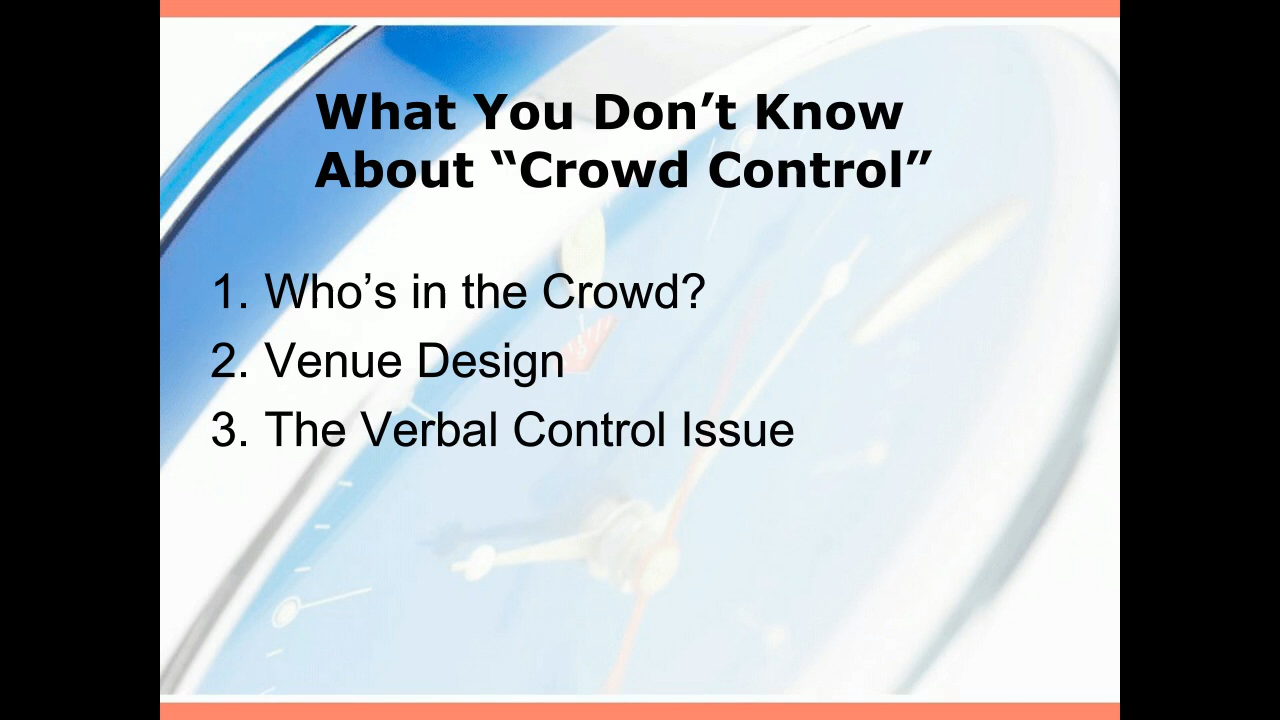 What You Don’t Know
About “Crowd Control”
1. Who’s in the Crowd?
2. Venue Design
3. The Verbal Control Issue